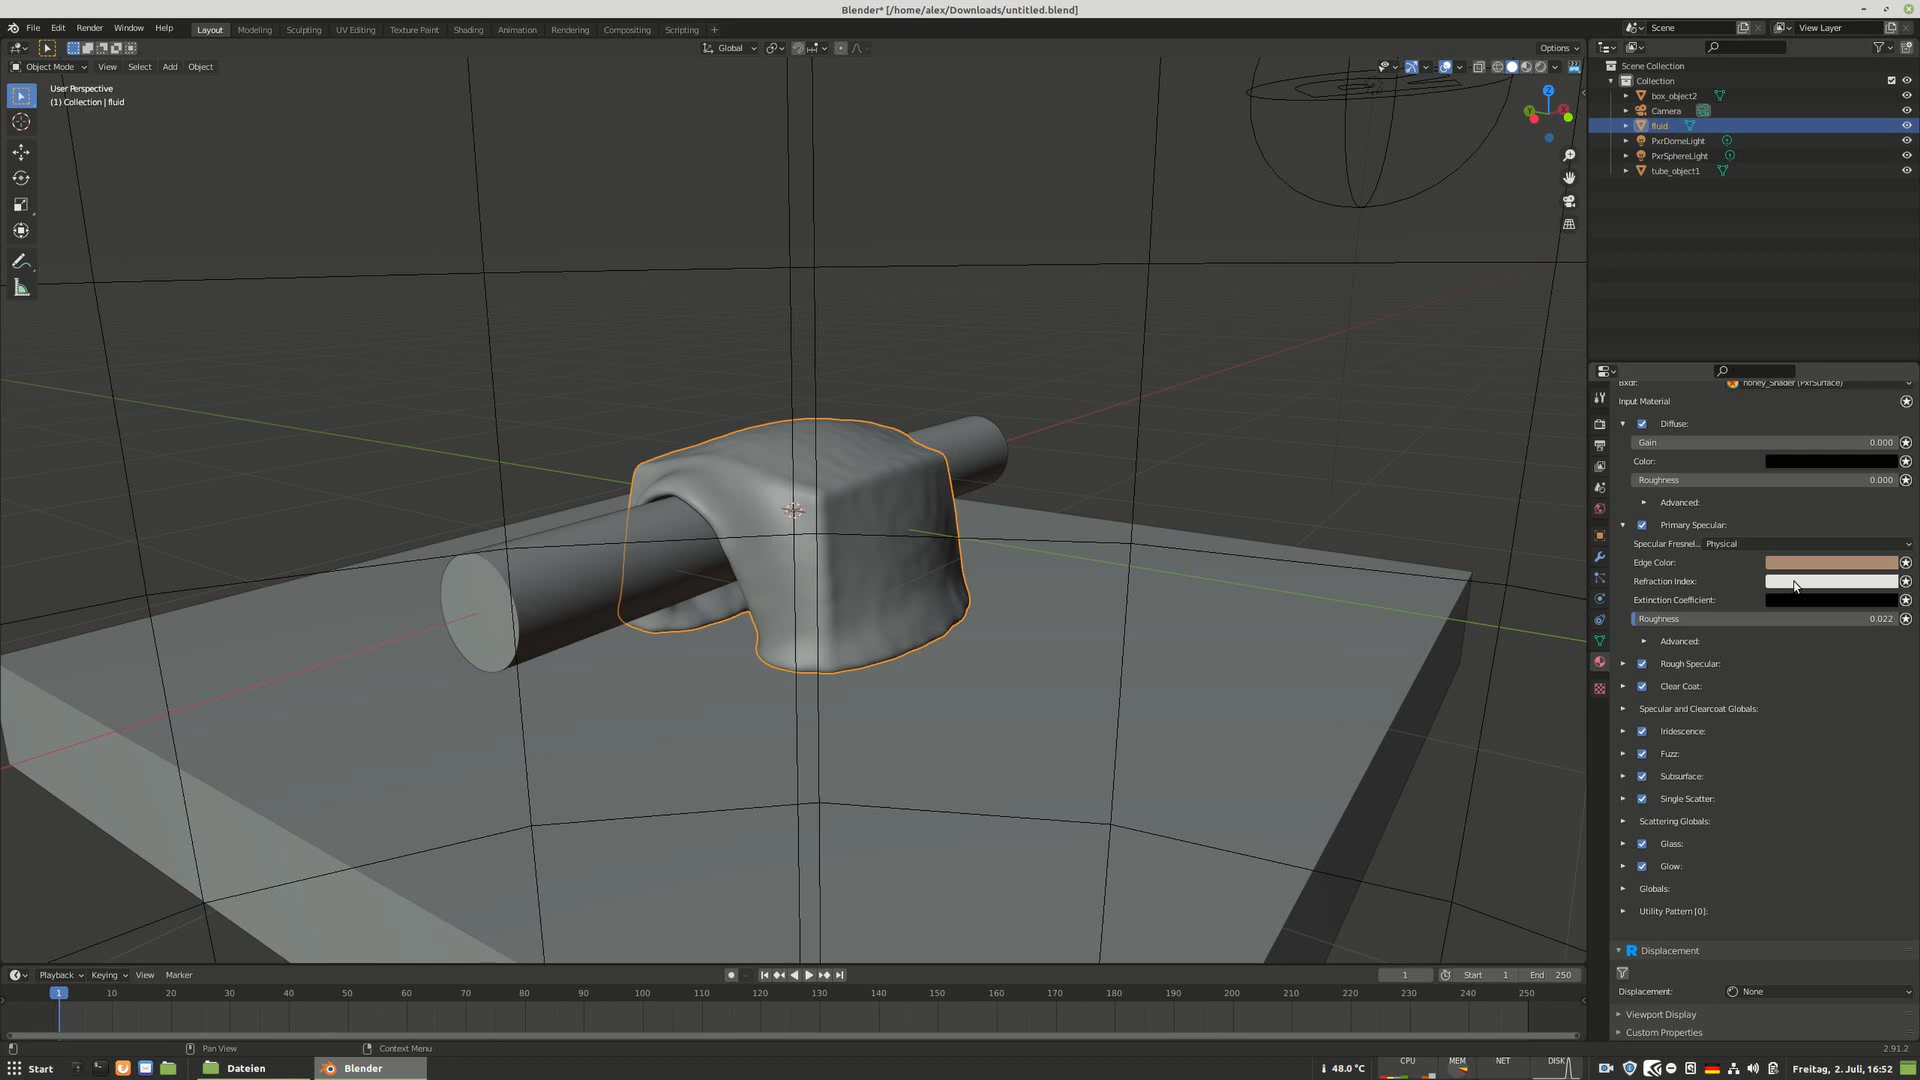 Blender* [/home/alex/Downloads/untitled.blend]
File Edit Render Window Help
Layout Modeling Sculpting UV Editing Texture Paint Shading Animation Rendering Compositing Scripting +
Scene
View Layer
Global
Options
Object Mode View Select Add Object
User Perspective
(1) Collection | fluid
Z
Y
X
Scene Collection
Collection
box_object2
Camera
fluid
PxrDomeLight
PxrSphereLight
tube_object1
Bxdf: honey_Shader (PxrSurface)
Input Material
Diffuse:
Gain 0.000
Color:
Roughness 0.000
Advanced:
Primary Specular:
Specular Fresnel... Physical
Edge Color:
Refraction Index:
Extinction Coefficient:
Roughness 0.022
Advanced:
Rough Specular:
Clear Coat:
Specular and Clearcoat Globals:
Iridescence:
Fuzz:
Subsurface:
Single Scatter:
Scattering Globals:
Glass:
Glow:
Globals:
Utility Pattern [0]:
Displacement
Displacement: None
Viewport Display
Custom Properties
Playback Keying View Marker
1 Start 1 End 250
1 10 20 30 40 50 60 70 80 90 100 110 120 130 140 150 160 170 180 190 200 210 220 230 240 250
Pan View
Context Menu
2.91.2
Start
Dateien
Blender
48.0 °C
CPU
MEM
NET
DISK
Freitag, 2. Juli, 16:52